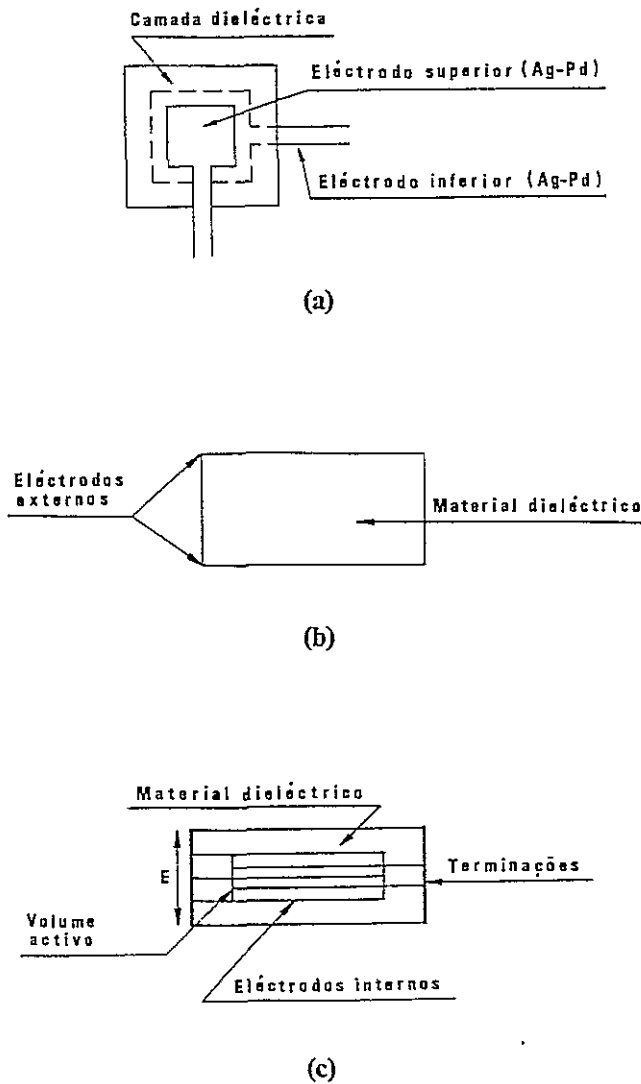 Camada dieléctrica
Eléctrodo superior (Ag-Pd)
Eléctrodo inferior (Ag-Pd)
(a)
Eléctrodos
externos
Material dieléctrico
(b)
Material dieléctrico
E
Terminações
Volume
activo
Eléctrodos internos
(c)